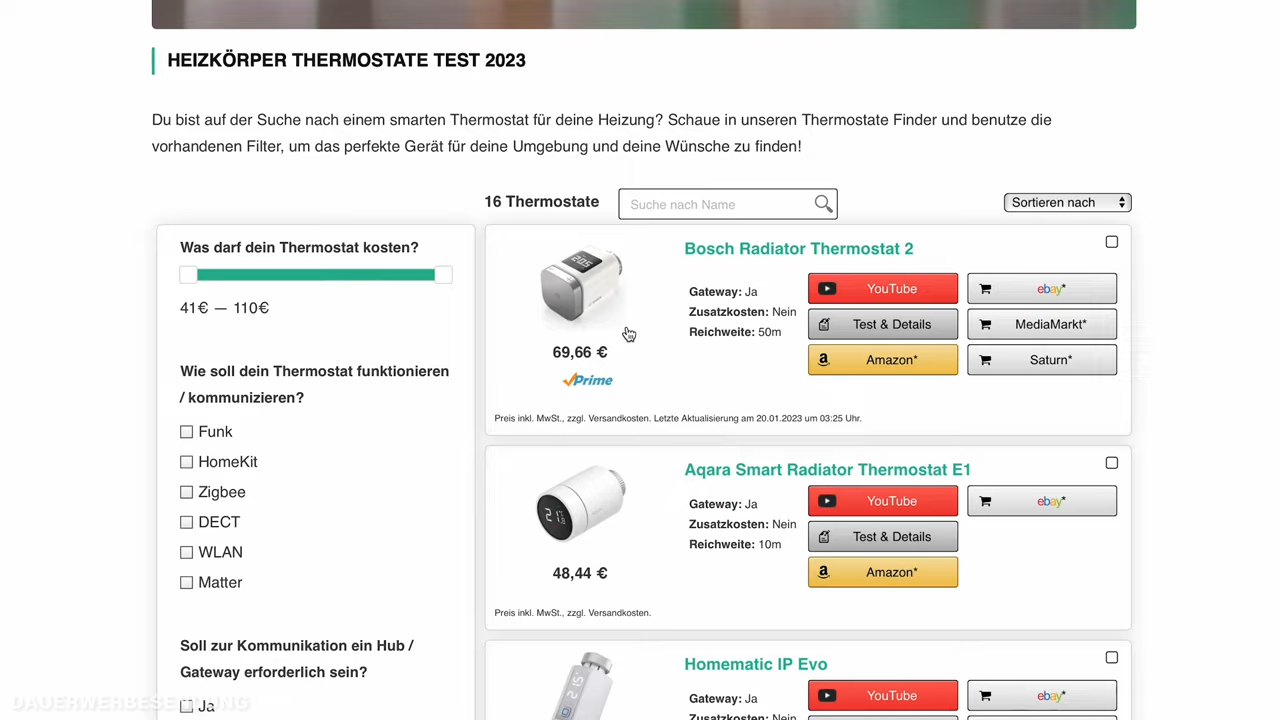 HEIZKÖRPER THERMOSTATE TEST 2023
Du bist auf der Suche nach einem smarten Thermostat für deine Heizung? Schaue in unseren Thermostate Finder und benutze die
vorhandenen Filter, um das perfekte Gerät für deine Umgebung und deine Wünsche zu finden!
16 Thermostate
Suche nach Name
Sortieren nach
Was darf dein Thermostat kosten?
41€ — 110€
Wie soll dein Thermostat funktionieren
/ kommunizieren?
Funk
HomeKit
Zigbee
DECT
WLAN
Matter
Soll zur Kommunikation ein Hub /
Gateway erforderlich sein?
Ja
DAUERWERBESENDUNG
Bosch Radiator Thermostat 2
20.5
69,66 €
Prime
Gateway: Ja
Zusatzkosten: Nein
Reichweite: 50m
YouTube
ebay*
Test & Details
MediaMarkt*
Amazon*
Saturn*
Preis inkl. MwSt., zzgl. Versandkosten. Letzte Aktualisierung am 20.01.2023 um 03:25 Uhr.
Aqara Smart Radiator Thermostat E1
48,44 €
Gateway: Ja
Zusatzkosten: Nein
Reichweite: 10m
YouTube
ebay*
Test & Details
Amazon*
Preis inkl. MwSt., zzgl. Versandkosten.
Homematic IP Evo
Gateway: Ja
YouTube
ebay*